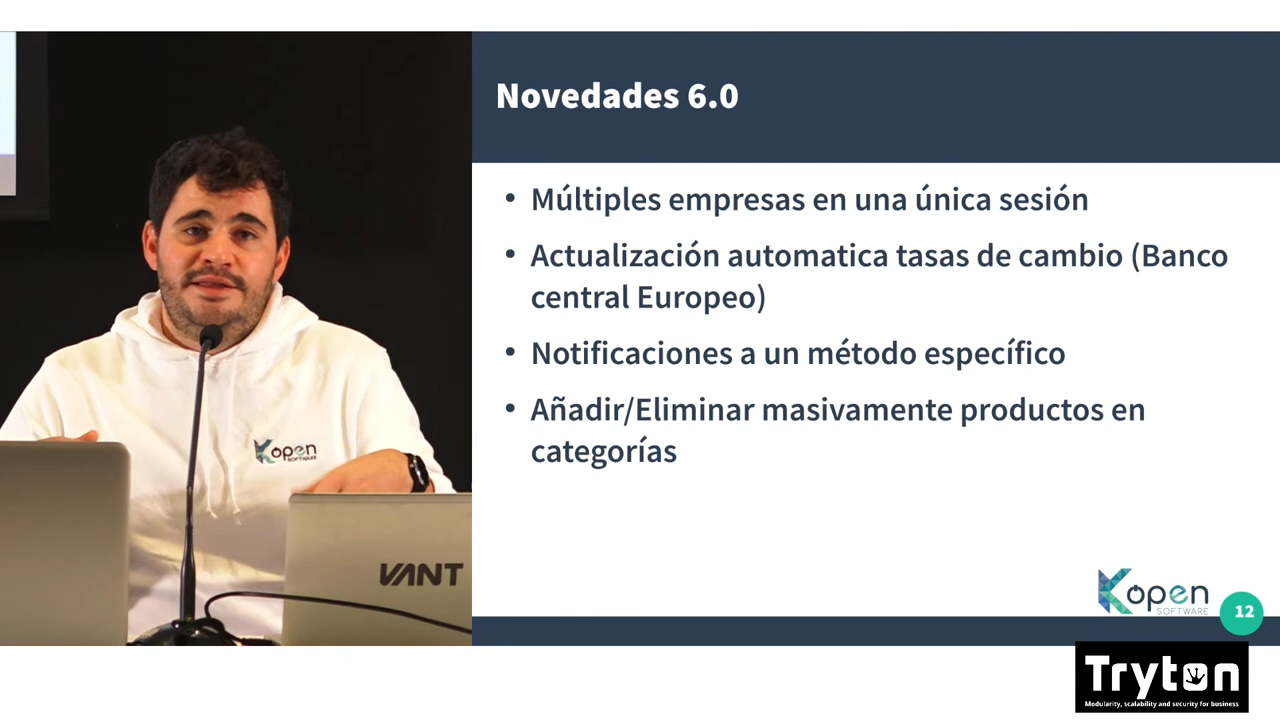 Novedades 6.0
• Múltiples empresas en una única sesión
• Actualización automatica tasas de cambio (Banco
central Europeo)
• Notificaciones a un método específico
• Añadir/Eliminar masivamente productos en
categorías
Kopen
SOFTWARE
VANT
Kopen
SOFTWARE
12
Tryton
Modularity, scalability and security for business